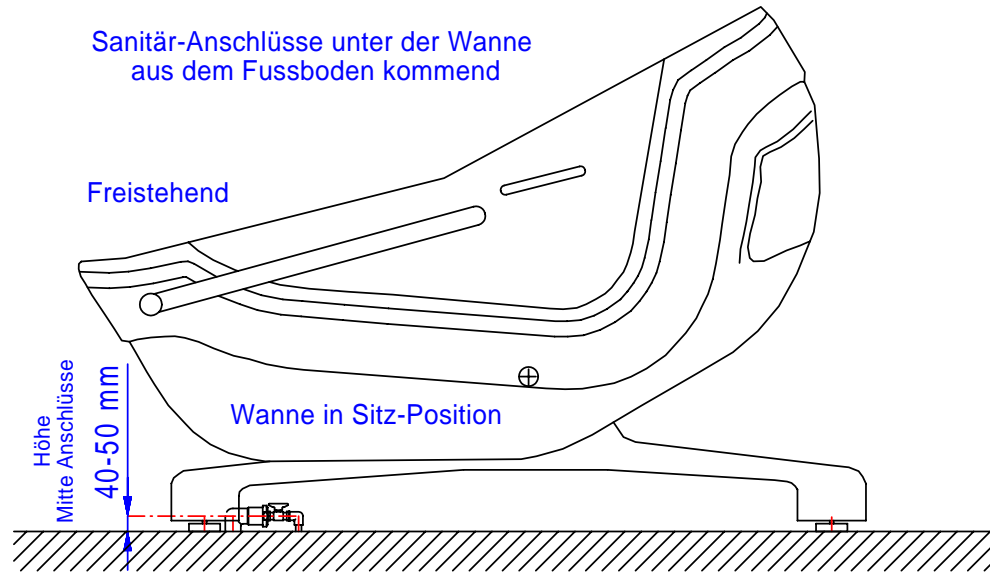 Sanitär-Anschlüsse unter der Wanne
aus dem Fussboden kommend
Freistehend
Wanne in Sitz-Position
Höhe
Mitte Anschlüsse
40-50 mm